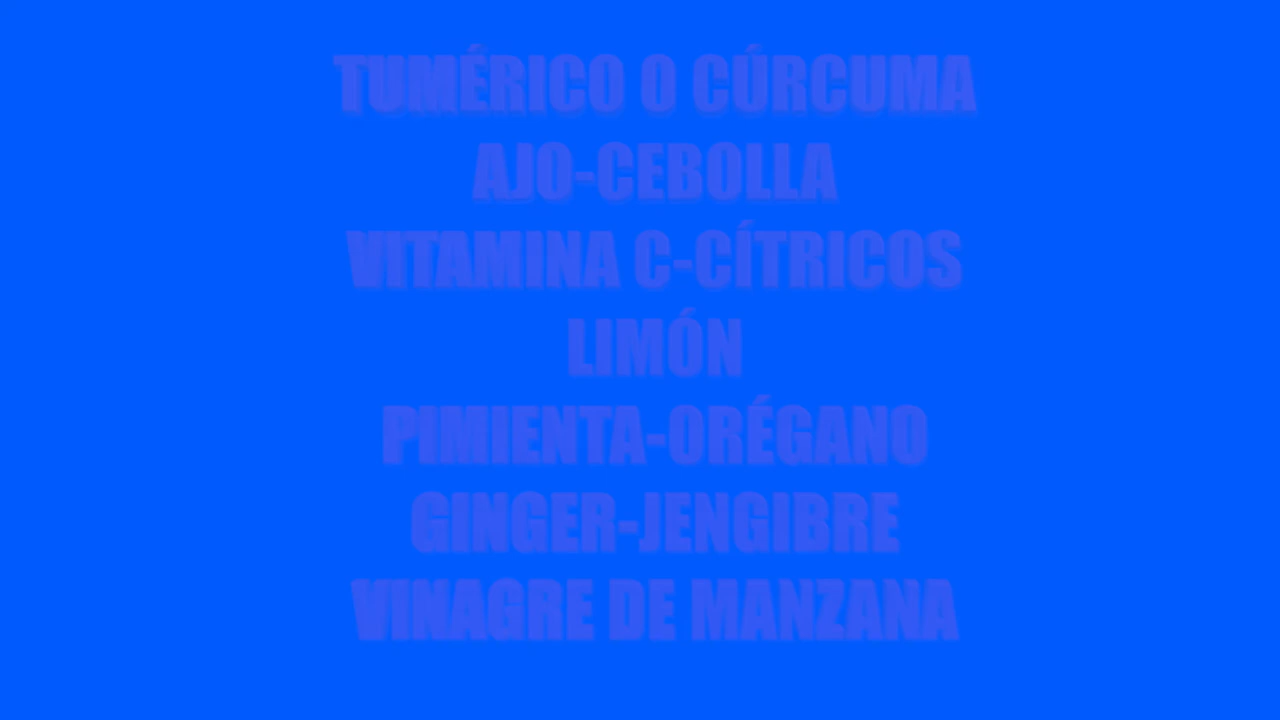 TUMÉRICO O CÚRCUMA
AJO-CEBOLLA
VITAMINA C-CÍTRICOS
LIMÓN
PIMIENTA-ORÉGANO
GINGER-JENGIBRE
VINAGRE DE MANZANA